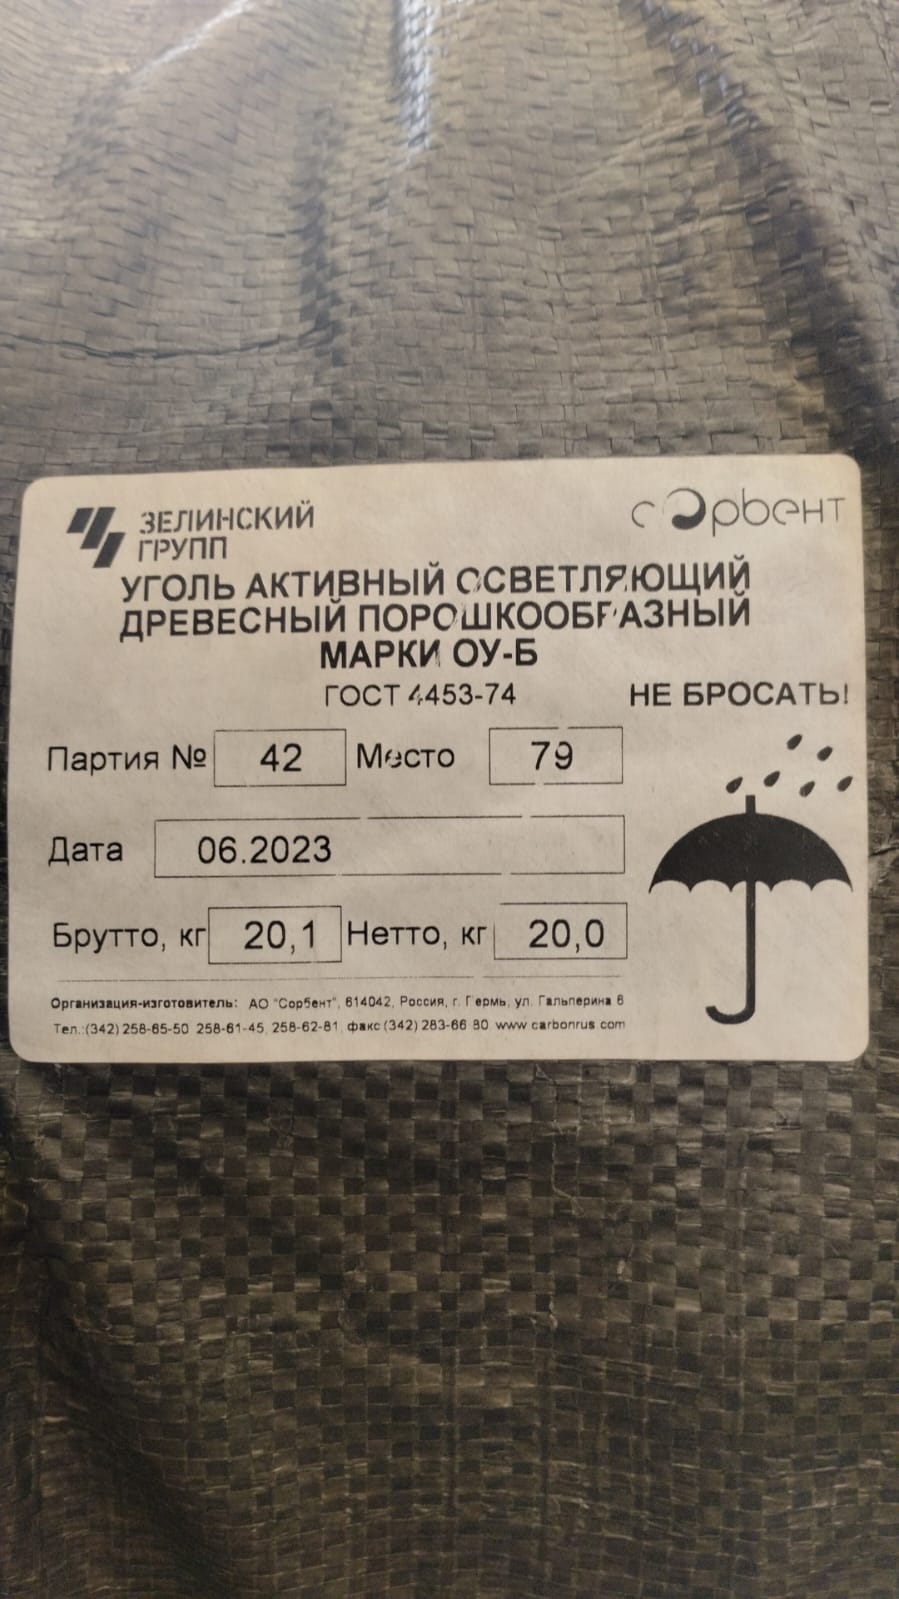 ЗЕЛИНСКИЙ
ГРУПП
сорбент
УГОЛЬ АКТИВНЫЙ ОСВЕТЛЯЮЩИЙ
ДРЕВЕСНЫЙ ПОРОШКООБРАЗНЫЙ
МАРКИ ОУ-Б
ГОСТ 4453-74
НЕ БРОСАТЬ!
Партия № 42 Место 79
Дата 06.2023
Брутто, кг 20,1 Нетто, кг 20,0
Организация-изготовитель: АО "Сорбент", 614042, Россия, г. Пермь, ул. Гальперина 6
Тел.:(342) 258-65-50 258-61-45, 258-62-81, факс (342) 283-66 80 www.carbonrus.com